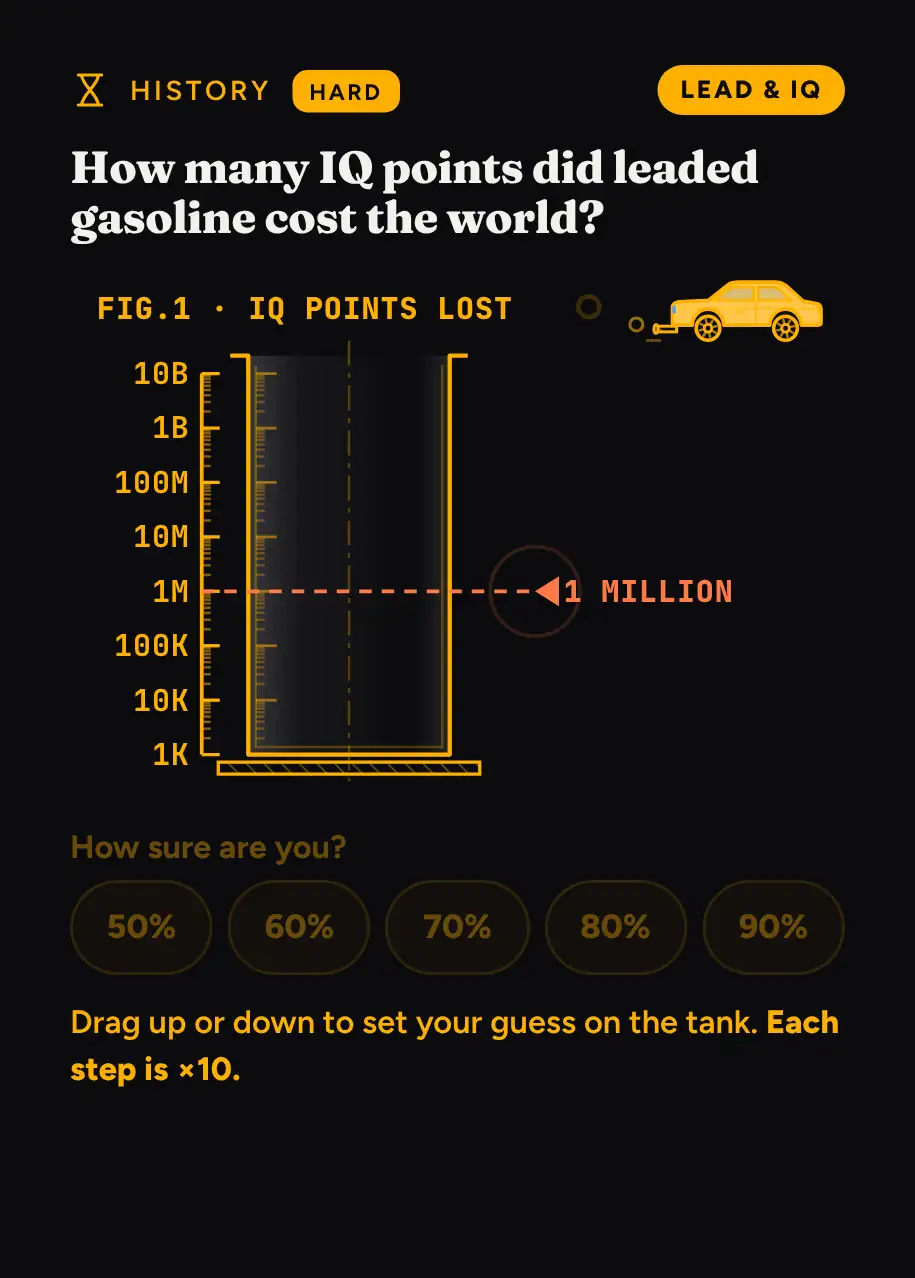 HISTORY HARD LEAD & IQ
How many IQ points did leaded
gasoline cost the world?
FIG.1 · IQ POINTS LOST
10B
1B
100M
10M
1M
1 MILLION
100K
10K
1K
How sure are you?
50% 60% 70% 80% 90%
Drag up or down to set your guess on the tank. Each
step is ×10.